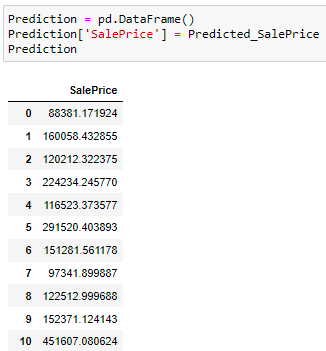 Prediction = pd.DataFrame()
Prediction['SalePrice'] = Predicted_SalePrice
Prediction
SalePrice
0 88381.171924
1 160058.432855
2 120212.322375
3 224234.245770
4 116523.373577
5 291520.403893
6 151281.561178
7 97341.899887
8 122512.999688
9 152371.124143
10 451607.080624